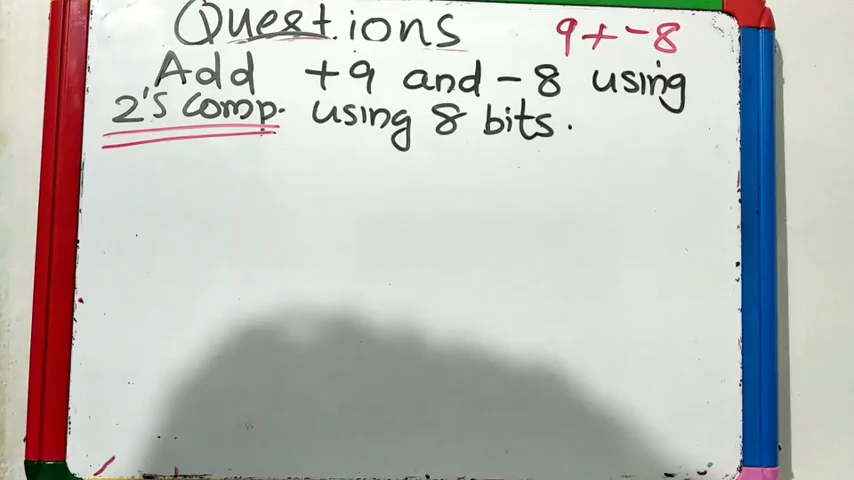 Questions 9+-8
Add +9 and -8 using
2's comp. using 8 bits.